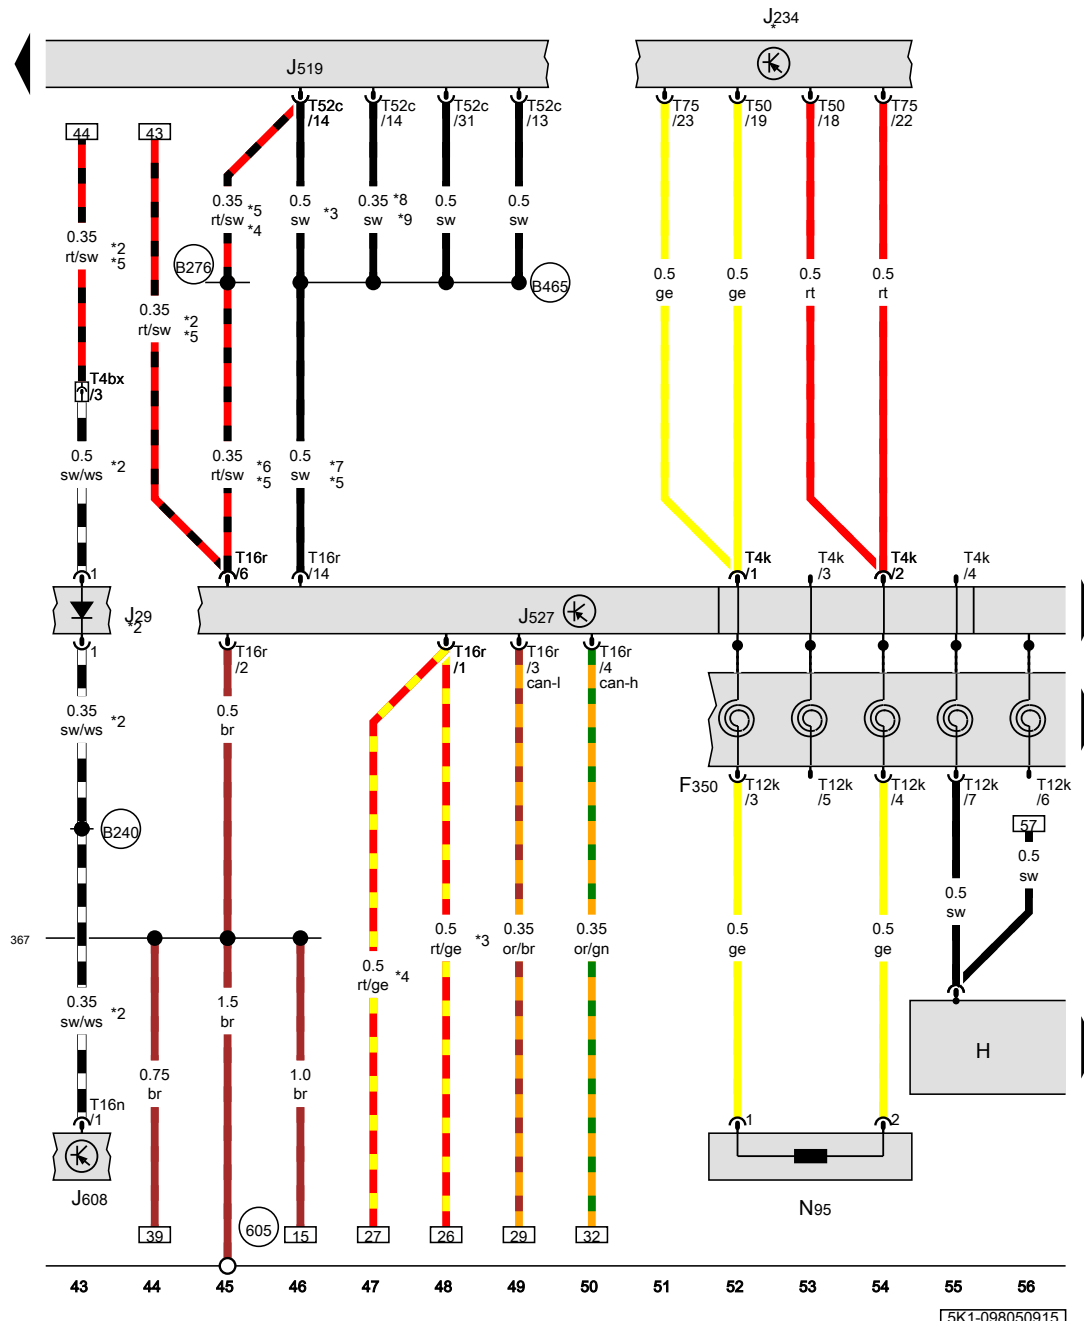 J234
*
J519
T52c
/14
T52c
/14
T52c
/31
T52c
/13
T75
/23
T50
/19
T50
/18
T75
/22
44
43
0.35
rt/sw
*5
*4
0.5
sw
*3
0.35
sw
*8
*9
0.5
sw
0.5
sw
0.35
rt/sw
*2
*5
B276
B465
0.5
ge
0.5
ge
0.5
rt
0.5
rt
0.35
rt/sw
*2
*5
T4bx
/3
0.5
sw/ws
*2
0.35
rt/sw
*6
*5
0.5
sw
*7
*5
1
T16r
/6
T16r
/14
T4k
/1
T4k
/3
T4k
/2
T4k
/4
J29
*2
J527
1
T16r
/2
T16r
/1
T16r
/3
can-l
T16r
/4
can-h
0.35
sw/ws
*2
0.5
br
F350
T12k
/3
T12k
/5
T12k
/4
T12k
/7
T12k
/6
B240
57
0.5
sw
0.5
sw
367
0.5
rt/ge
*3
0.35
or/br
0.35
or/gn
0.5
ge
0.5
ge
0.5
rt/ge
*4
0.35
sw/ws
*2
1.5
br
0.75
br
1.0
br
H
T16n
/1
1
2
J608
N95
39
605
15
27
26
29
32
43 44 45 46 47 48 49 50 51 52 53 54 55 56
5K1-098050915